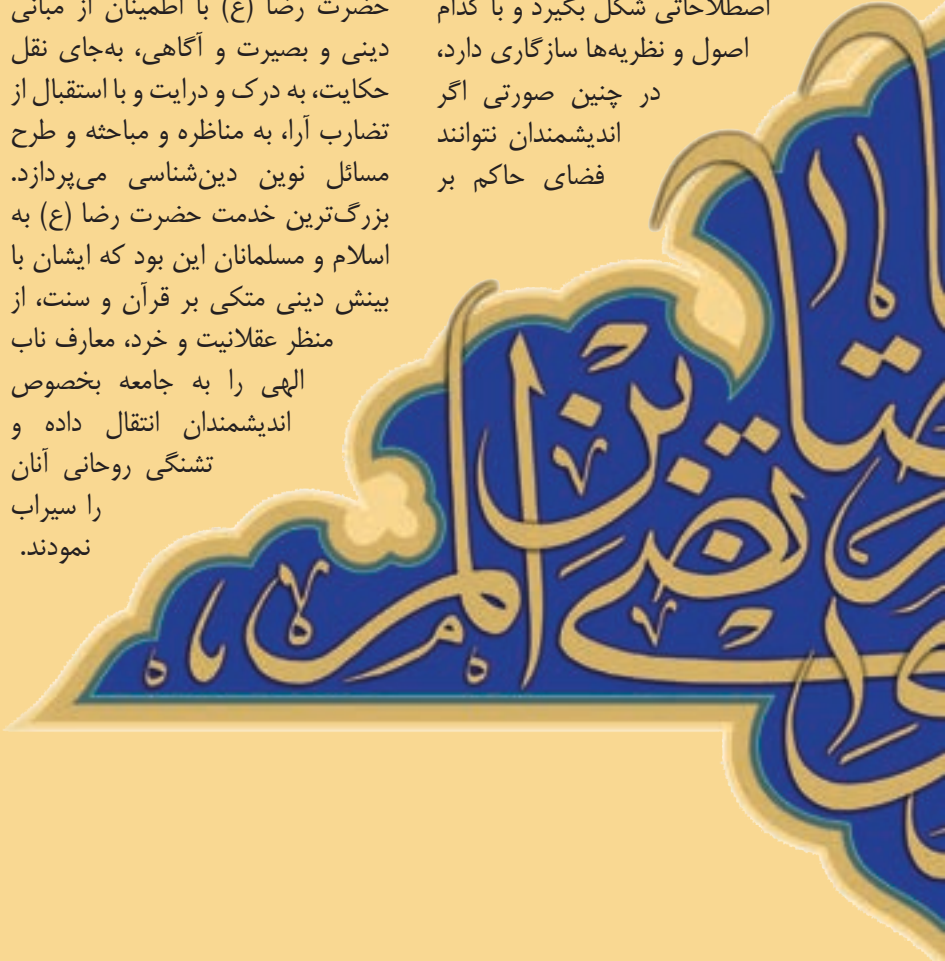 اصطلاحاتی شکل بگیرد و با کدام
اصول و نظریه‌ها سازگاری دارد،
در چنین صورتی اگر
اندیشمندان نتوانند
فضای حاکم بر
حضرت رضا (ع) با اطمینان از مبانی
دینی و بصیرت و آگاهی، به‌جای نقل
حکایت، به درک و درایت و با استقبال از
تضارب آرا، به مناظره و مباحثه و طرح
مسائل نوین دین‌شناسی می‌پردازد.
بزرگ‌ترین خدمت حضرت رضا (ع) به
اسلام و مسلمانان این بود که ایشان با
بینش دینی متکی بر قرآن و سنت، از
منظر عقلانیت و خرد، معارف ناب
الهی را به جامعه بخصوص
اندیشمندان انتقال داده و
تشنگی روحانی آنان
را سیراب
نمودند.